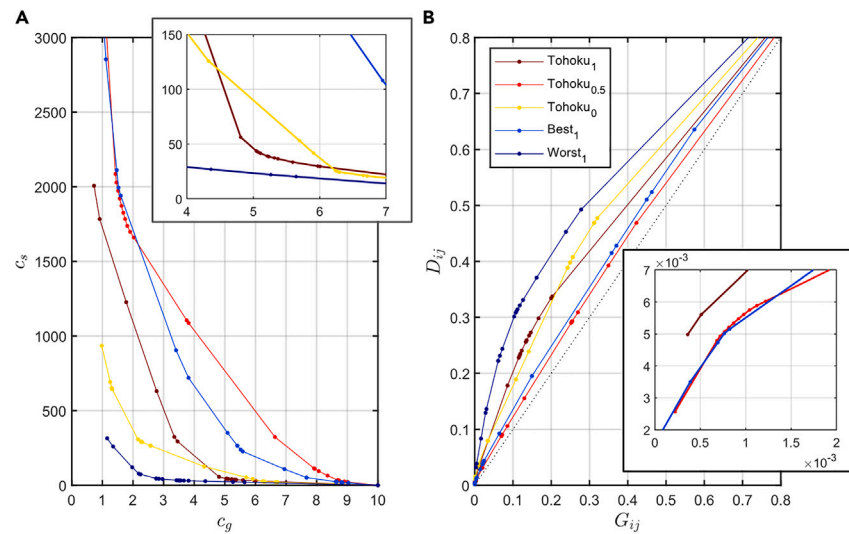 A
3000
2500
2000
1500
1000
500
0
c_s
0 1 2 3 4 5 6 7 8 9 10
c_g
150
100
50
0
4 5 6 7
B
0.8
0.7
0.6
0.5
0.4
0.3
0.2
0.1
0
D_ij
0 0.1 0.2 0.3 0.4 0.5 0.6 0.7 0.8
G_ij
Tohoku_1
Tohoku_0.5
Tohoku_0
Best_1
Worst_1
×10^-3
7
6
5
4
3
2
0 0.5 1 1.5 2
×10^-3